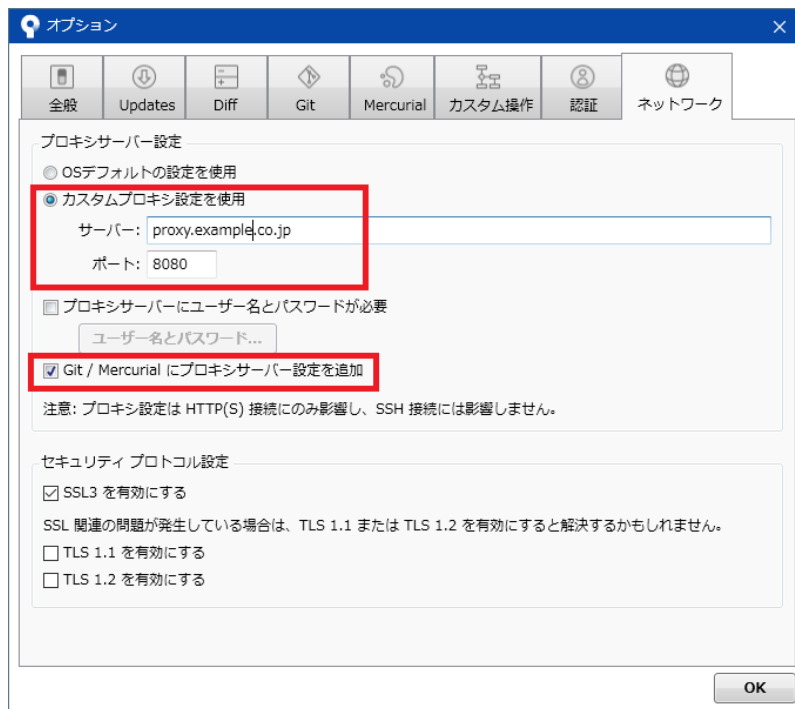 オプション
全般 Updates Diff Git Mercurial カスタム操作 認証 ネットワーク
プロキシサーバー設定
OSデフォルトの設定を使用
カスタムプロキシ設定を使用
サーバー: proxy.example.co.jp
ポート: 8080
プロキシサーバーにユーザー名とパスワードが必要
ユーザー名とパスワード...
Git / Mercurial にプロキシサーバー設定を追加
注意: プロキシ設定は HTTP(S) 接続にのみ影響し、SSH 接続には影響しません。
セキュリティ プロトコル設定
SSL3 を有効にする
SSL 関連の問題が発生している場合は、TLS 1.1 または TLS 1.2 を有効にすると解決するかもしれません。
TLS 1.1 を有効にする
TLS 1.2 を有効にする
OK